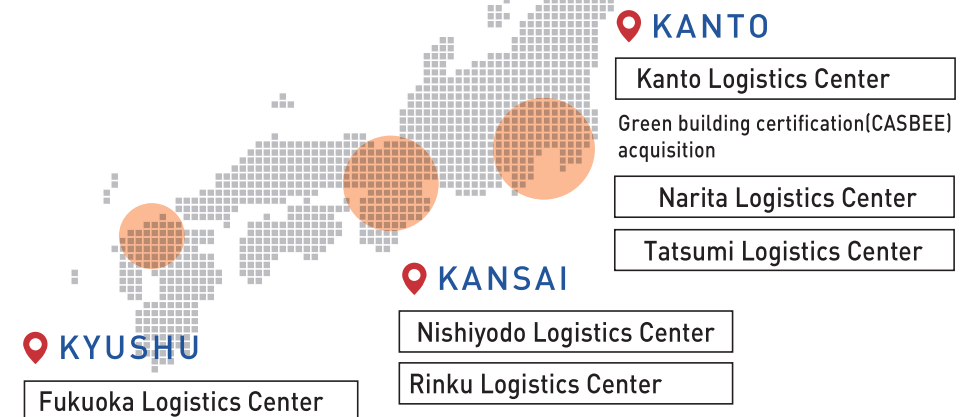 KANTO
Kanto Logistics Center
Green building certification(CASBEE)
acquisition
Narita Logistics Center
Tatsumi Logistics Center
KANSAI
Nishiyodo Logistics Center
Rinku Logistics Center
KYUSHU
Fukuoka Logistics Center